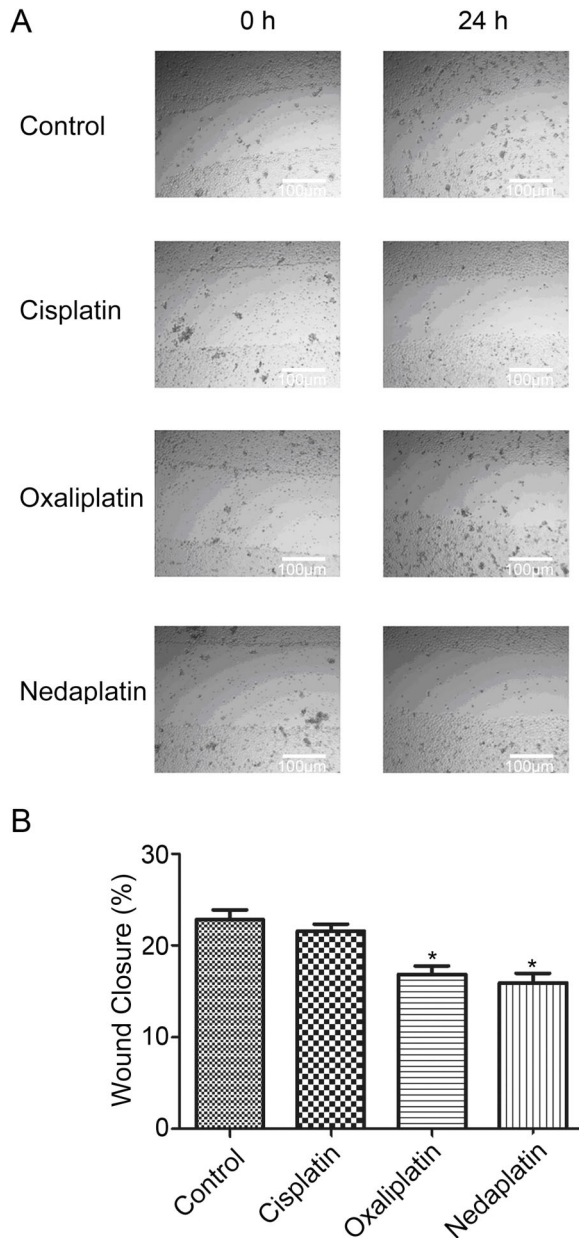 A
0 h 24 h
Control
100μm 100μm
Cisplatin
100μm 100μm
Oxaliplatin
100μm 100μm
Nedaplatin
100μm 100μm
B
Wound Closure (%)
30
20
10
0
* *
Control Cisplatin Oxaliplatin Nedaplatin